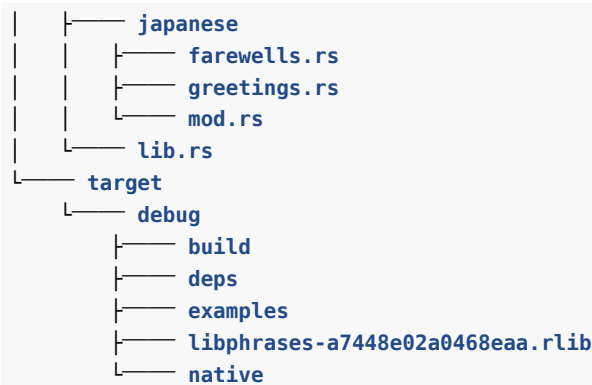 │   ├── japanese
│   │   ├── farewells.rs
│   │   ├── greetings.rs
│   │   └── mod.rs
│   └── lib.rs
└── target
    └── debug
        ├── build
        ├── deps
        ├── examples
        ├── libphrases-a7448e02a0468eaa.rlib
        └── native